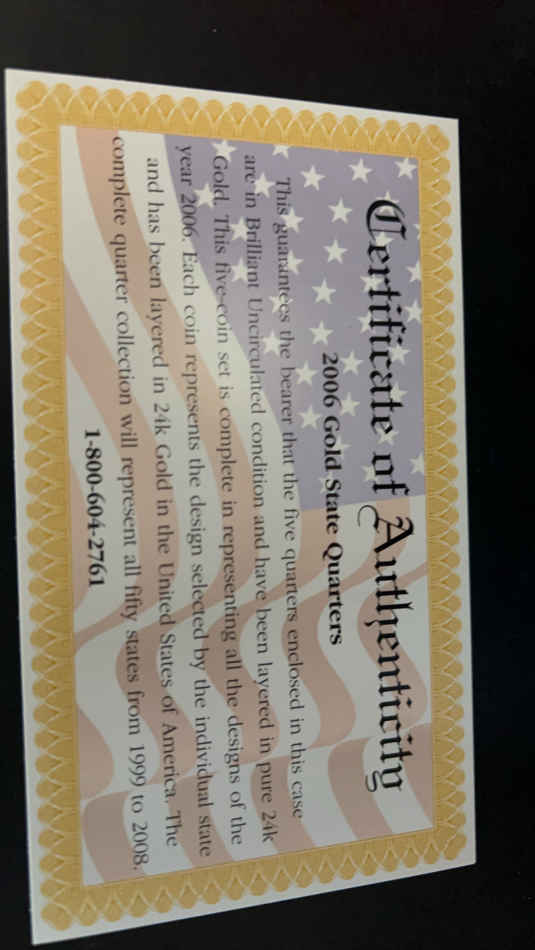 Certificate of Authenticity
2006 Gold State Quarters
This guarantees the bearer that the five quarters enclosed in this case
are in Brilliant Uncirculated condition and have been layered in pure 24k
Gold. This five-coin set is complete in representing all the designs of the
year 2006. Each coin represents the design selected by the individual state
and has been layered in 24k Gold in the United States of America. The
complete quarter collection will represent all fifty states from 1999 to 2008.
1-800-604-2761